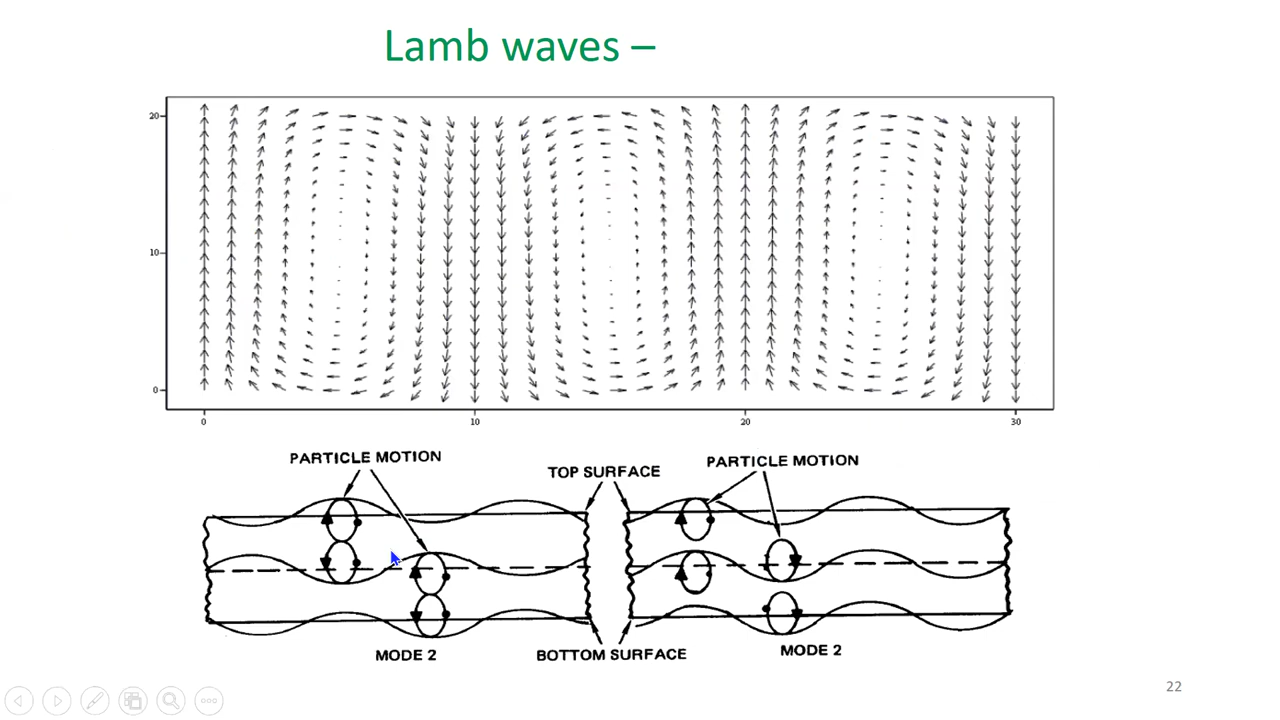 Lamb waves –
20
10
0
0 10 20 30
PARTICLE MOTION
TOP SURFACE
PARTICLE MOTION
MODE 2
BOTTOM SURFACE
MODE 2
22